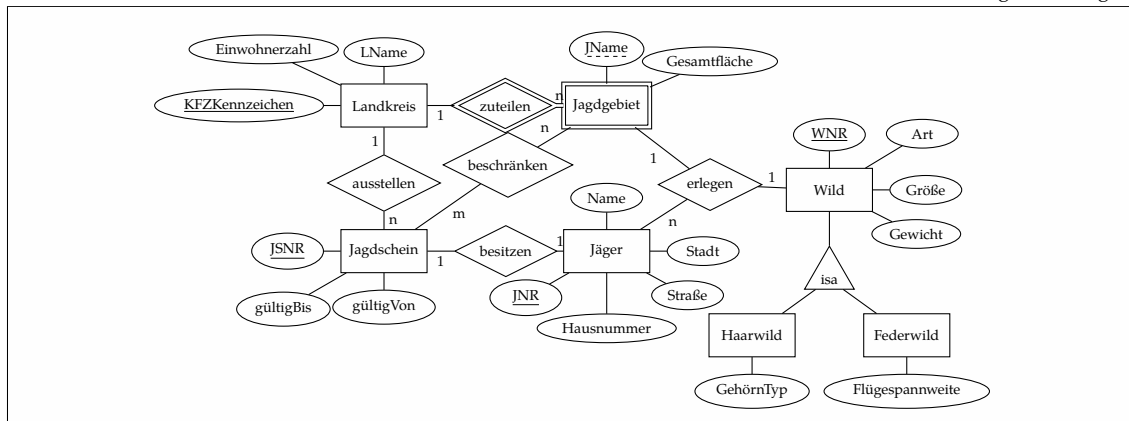 Einwohnerzahl
LName
JName
Gesamtfläche
KFZKennzeichen
Landkreis
1
zuteilen
n
Jagdgebiet
1
n
1
WNR
Art
ausstellen
beschränken
erlegen
1
Wild
Größe
Name
Gewicht
n
m
n
JSNR
Jagdschein
1
besitzen
1
Jäger
Stadt
isa
gültigBis
gültigVon
JNR
Straße
Hausnummer
Haarwild
Federwild
GehörnTyp
Flügespannweite